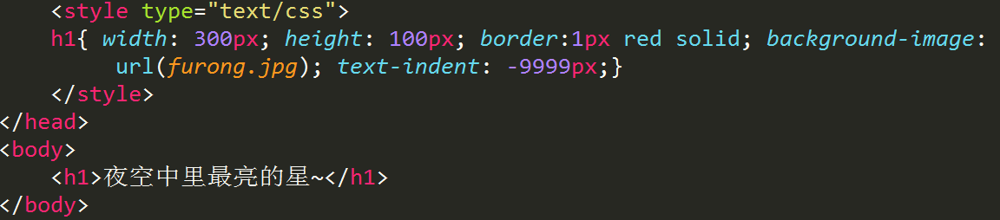 <style type="text/css">
h1{ width: 300px; height: 100px; border:1px red solid; background-image:
url(furong.jpg); text-indent: -9999px;}
</style>
</head>
<body>
<h1>夜空中里最亮的星~</h1>
</body>